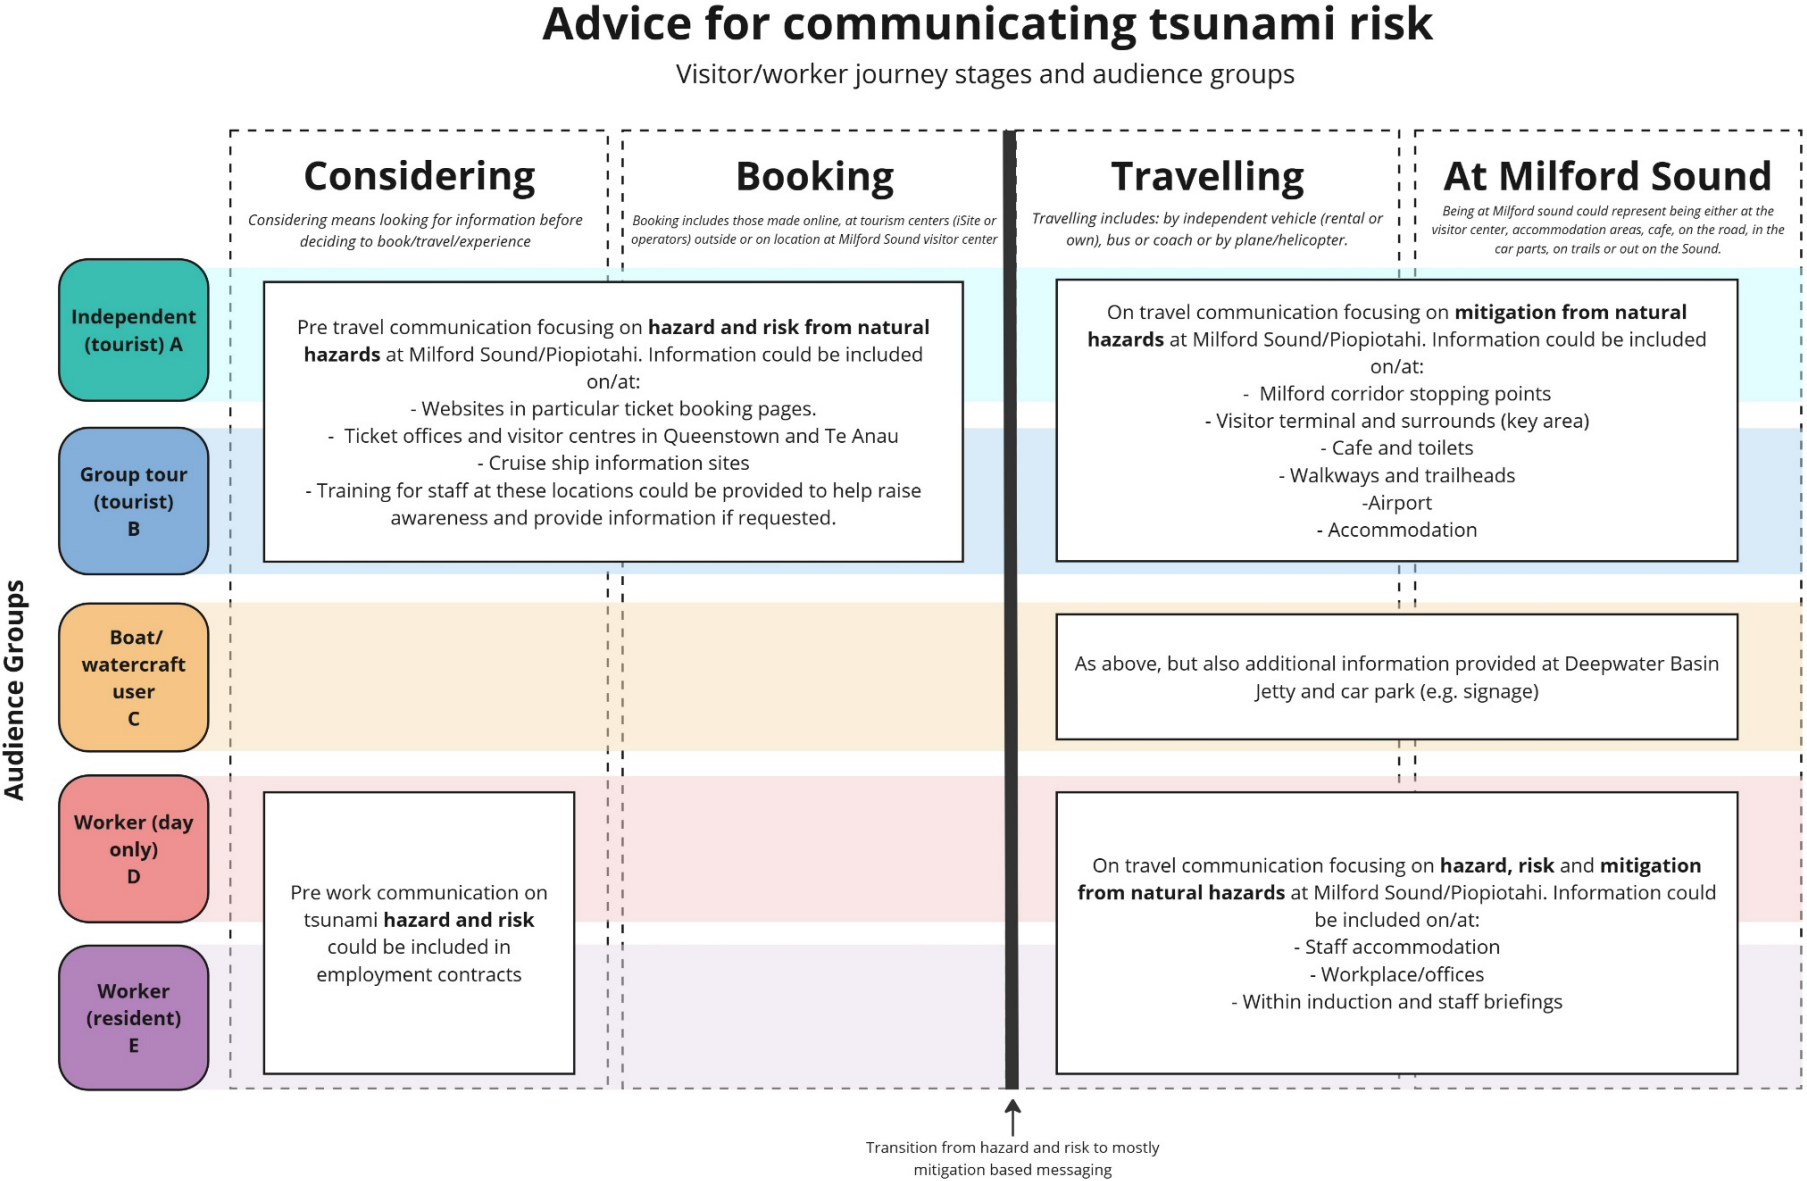 Advice for communicating tsunami risk
Visitor/worker journey stages and audience groups
Considering
Considering means looking for information before
deciding to book/travel/experience
Booking
Booking includes those made online, at tourism centers (iSite or
operators) outside or on location at Milford Sound visitor center
Travelling
Travelling includes: by independent vehicle (rental or
own), bus or coach or by plane/helicopter.
At Milford Sound
Being at Milford sound could represent being either at the
visitor center, accommodation areas, cafe, on the road, in the
car parts, on trails or out on the Sound.
Audience Groups
Independent
(tourist) A
Group tour
(tourist)
B
Pre travel communication focusing on hazard and risk from natural
hazards at Milford Sound/Piopiotahi. Information could be included
on/at:
- Websites in particular ticket booking pages.
- Ticket offices and visitor centres in Queenstown and Te Anau
- Cruise ship information sites
- Training for staff at these locations could be provided to help raise
awareness and provide information if requested.
On travel communication focusing on mitigation from natural
hazards at Milford Sound/Piopiotahi. Information could be included
on/at:
- Milford corridor stopping points
- Visitor terminal and surrounds (key area)
- Cafe and toilets
- Walkways and trailheads
-Airport
- Accommodation
Boat/
watercraft
user
C
As above, but also additional information provided at Deepwater Basin
Jetty and car park (e.g. signage)
Worker (day
only)
D
Worker
(resident)
E
Pre work communication on
tsunami hazard and risk
could be included in
employment contracts
On travel communication focusing on hazard, risk and mitigation
from natural hazards at Milford Sound/Piopiotahi. Information could
be included on/at:
- Staff accommodation
- Workplace/offices
- Within induction and staff briefings
Transition from hazard and risk to mostly
mitigation based messaging